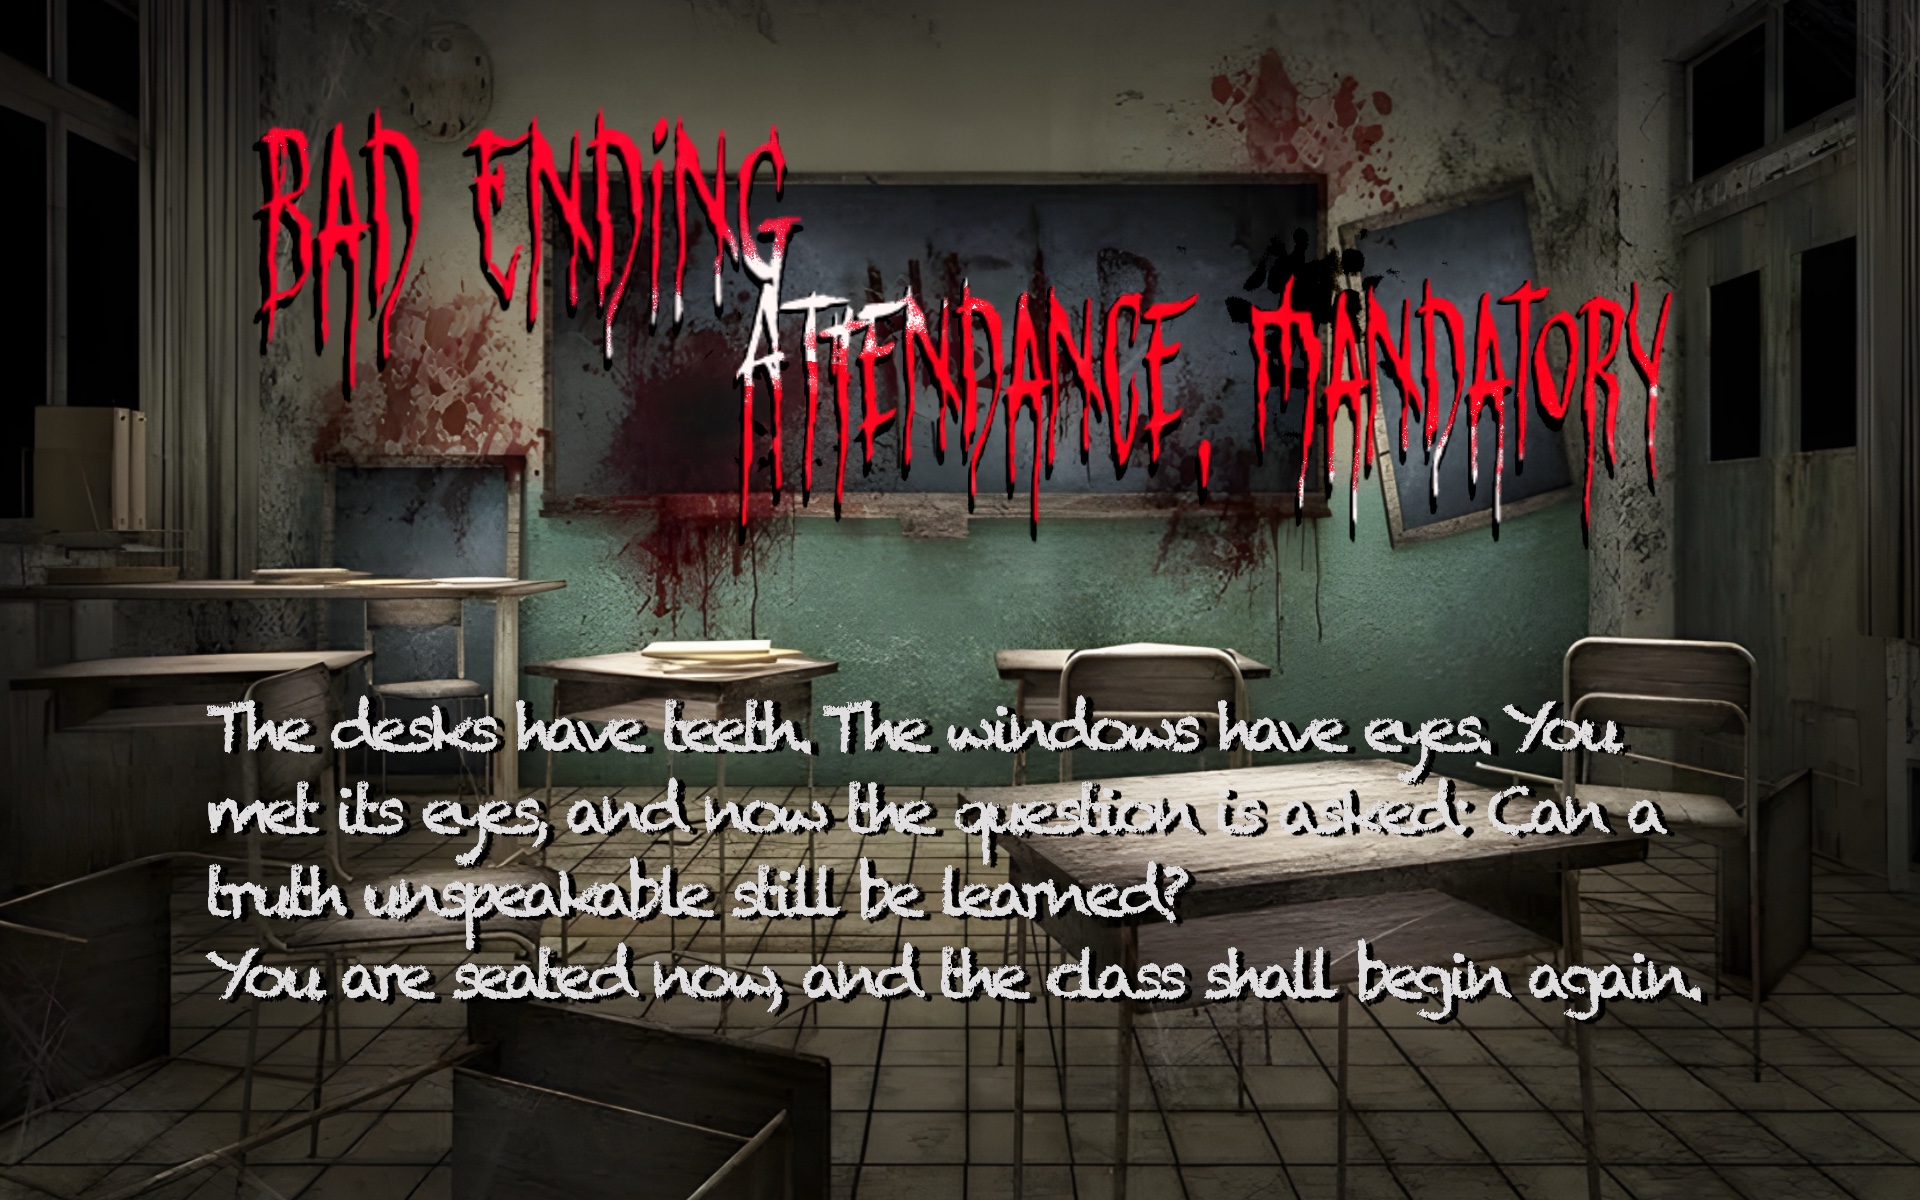 BAD ENDING
ATTENDANCE, MANDATORY
The desks have teeth. The windows have eyes. You
met its eyes, and now the question is asked: Can a
truth unspeakable still be learned?
You are seated now, and the class shall begin again.